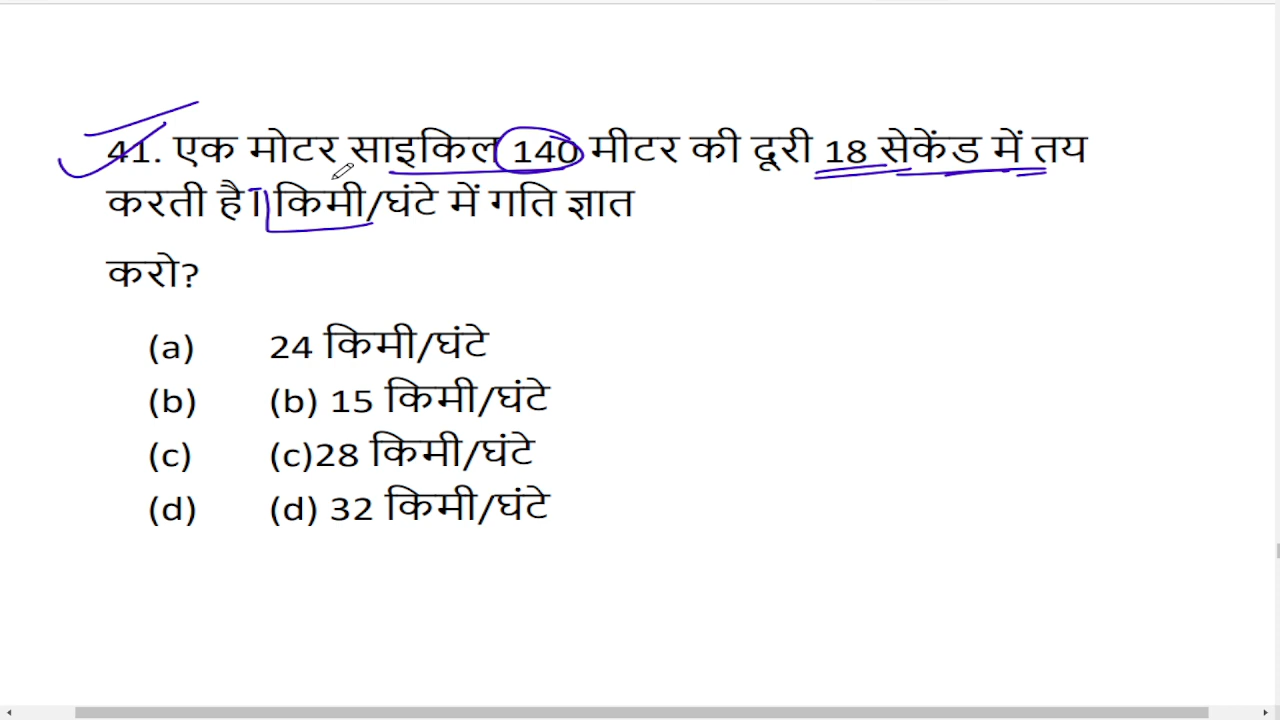 41. एक मोटर साइकिल 140 मीटर की दूरी 18 सेकेंड में तय
करती है। किमी/घंटे में गति ज्ञात
करो?
(a) 24 किमी/घंटे
(b) (b) 15 किमी/घंटे
(c) (c)28 किमी/घंटे
(d) (d) 32 किमी/घंटे